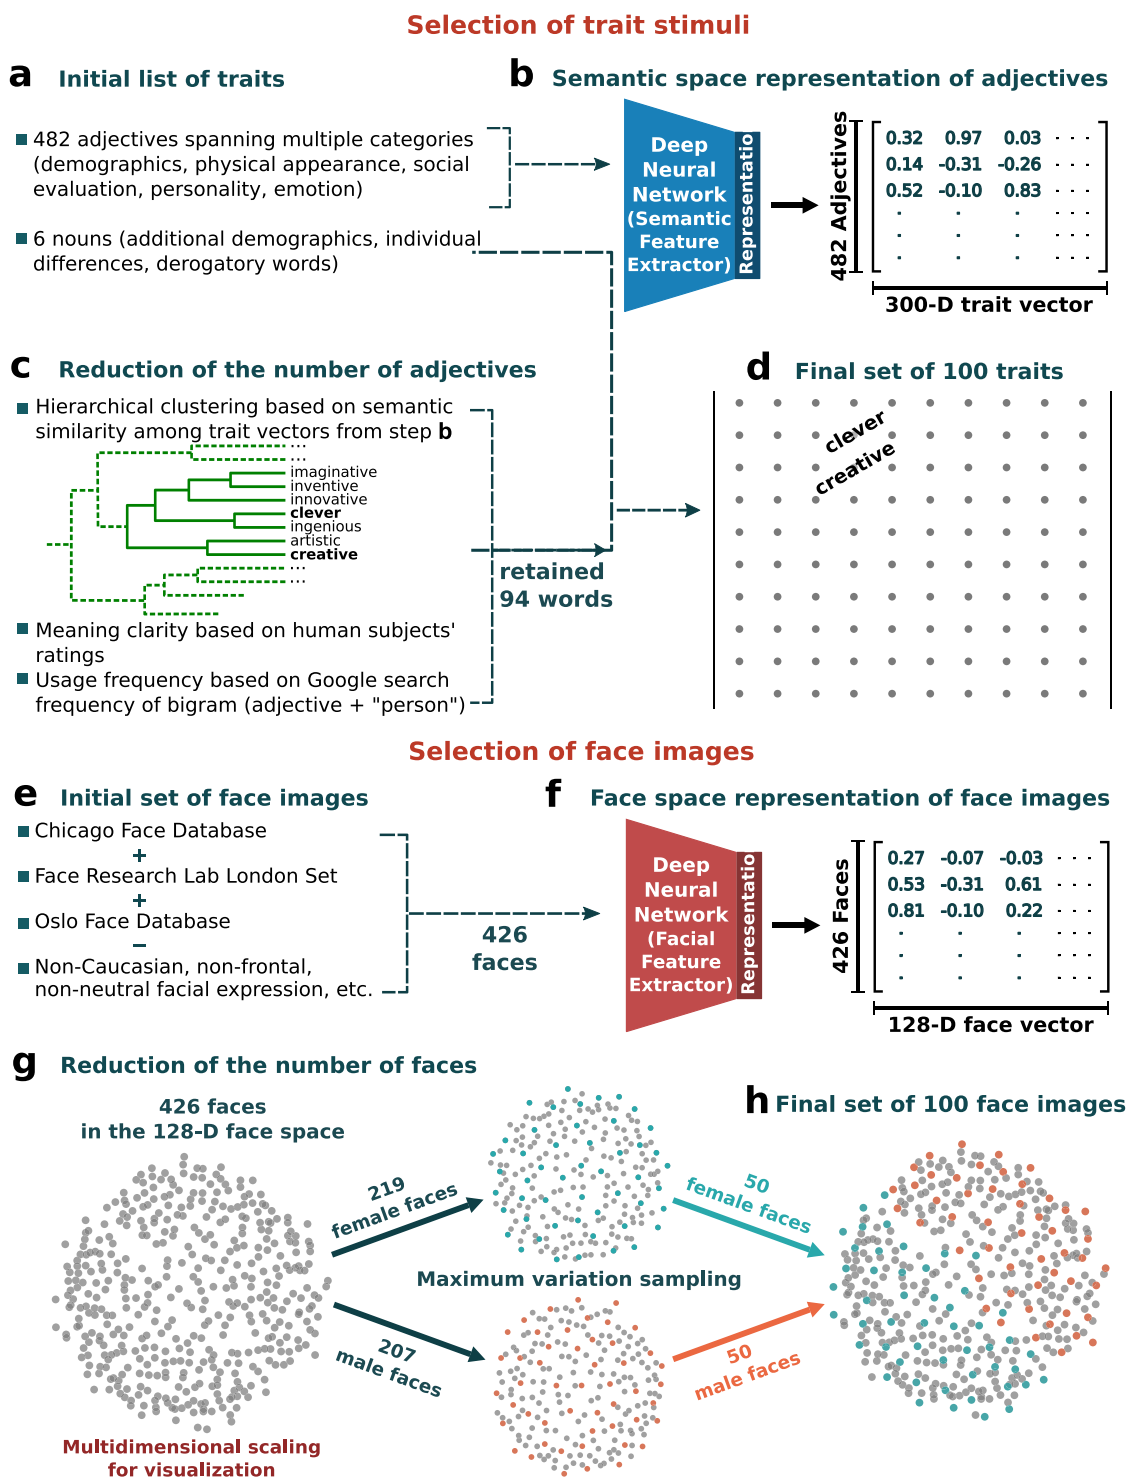 Selection of trait stimuli
a Initial list of traits
482 adjectives spanning multiple categories
(demographics, physical appearance, social
evaluation, personality, emotion)
6 nouns (additional demographics, individual
differences, derogatory words)
b Semantic space representation of adjectives
Deep
Neural
Network
(Semantic
Feature
Extractor)
Representatio
482 Adjectives
0.32 0.97 0.03 · · ·
0.14 -0.31 -0.26 · · ·
0.52 -0.10 0.83 · · ·
. . . · · ·
. . . · · ·
. . . · · ·
300-D trait vector
c Reduction of the number of adjectives
Hierarchical clustering based on semantic
similarity among trait vectors from step b
...
...
imaginative
inventive
innovative
clever
ingenious
artistic
creative
...
...
Meaning clarity based on human subjects'
ratings
Usage frequency based on Google search
frequency of bigram (adjective + "person")
retained
94 words
d Final set of 100 traits
clever
creative
Selection of face images
e Initial set of face images
Chicago Face Database
+
Face Research Lab London Set
+
Oslo Face Database
−
Non-Caucasian, non-frontal,
non-neutral facial expression, etc.
426
faces
f Face space representation of face images
Deep
Neural
Network
(Facial
Feature
Extractor)
Representatio
426 Faces
0.27 -0.07 -0.03 · · ·
0.53 -0.31 0.61 · · ·
0.81 -0.10 0.22 · · ·
. . . · · ·
. . . · · ·
. . . · · ·
128-D face vector
g Reduction of the number of faces
426 faces
in the 128-D face space
219
female faces
207
male faces
Maximum variation sampling
50
female faces
50
male faces
Multidimensional scaling
for visualization
h Final set of 100 face images